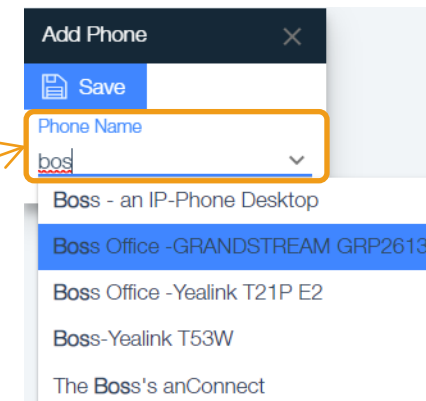 Add Phone
Save
Phone Name
bos
Boss - an IP-Phone Desktop
Boss Office -GRANDSTREAM GRP2613
Boss Office -Yealink T21P E2
Boss-Yealink T53W
The Boss's anConnect